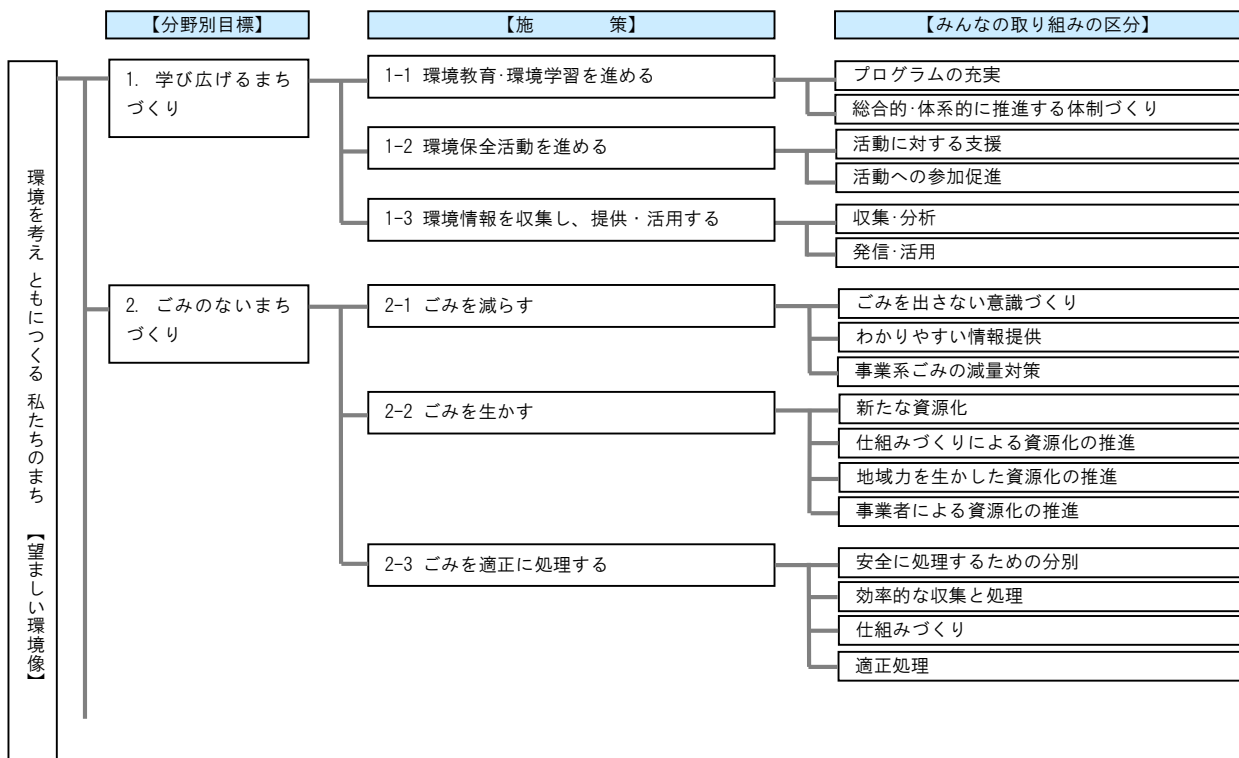 【分野別目標】
【施　　　策】
【みんなの取り組みの区分】
環境を考え ともにつくる 私たちのまち 【望ましい環境像】
1. 学び広げるまち
づくり
1-1 環境教育･環境学習を進める
プログラムの充実
総合的･体系的に推進する体制づくり
1-2 環境保全活動を進める
活動に対する支援
活動への参加促進
1-3 環境情報を収集し、提供・活用する
収集･分析
発信･活用
2. ごみのないまち
づくり
2-1 ごみを減らす
ごみを出さない意識づくり
わかりやすい情報提供
事業系ごみの減量対策
2-2 ごみを生かす
新たな資源化
仕組みづくりによる資源化の推進
地域力を生かした資源化の推進
事業者による資源化の推進
2-3 ごみを適正に処理する
安全に処理するための分別
効率的な収集と処理
仕組みづくり
適正処理